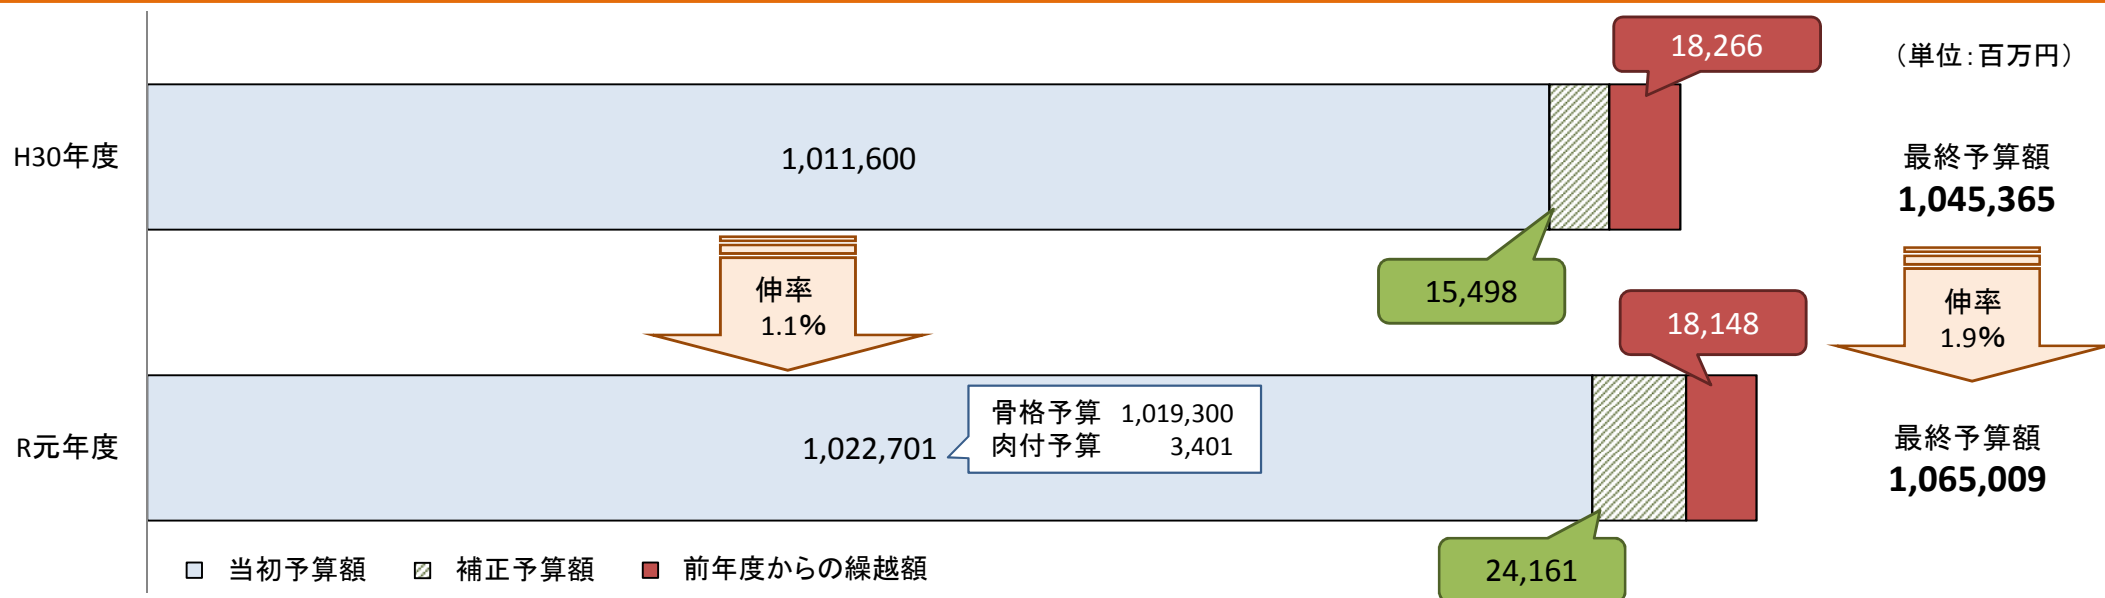 18,266
（単位：百万円）
H30年度
1,011,600
最終予算額
1,045,365
15,498
伸率
1.1%
18,148
伸率
1.9%
R元年度
1,022,701
骨格予算 1,019,300
肉付予算 3,401
最終予算額
1,065,009
24,161
当初予算額 補正予算額 前年度からの繰越額